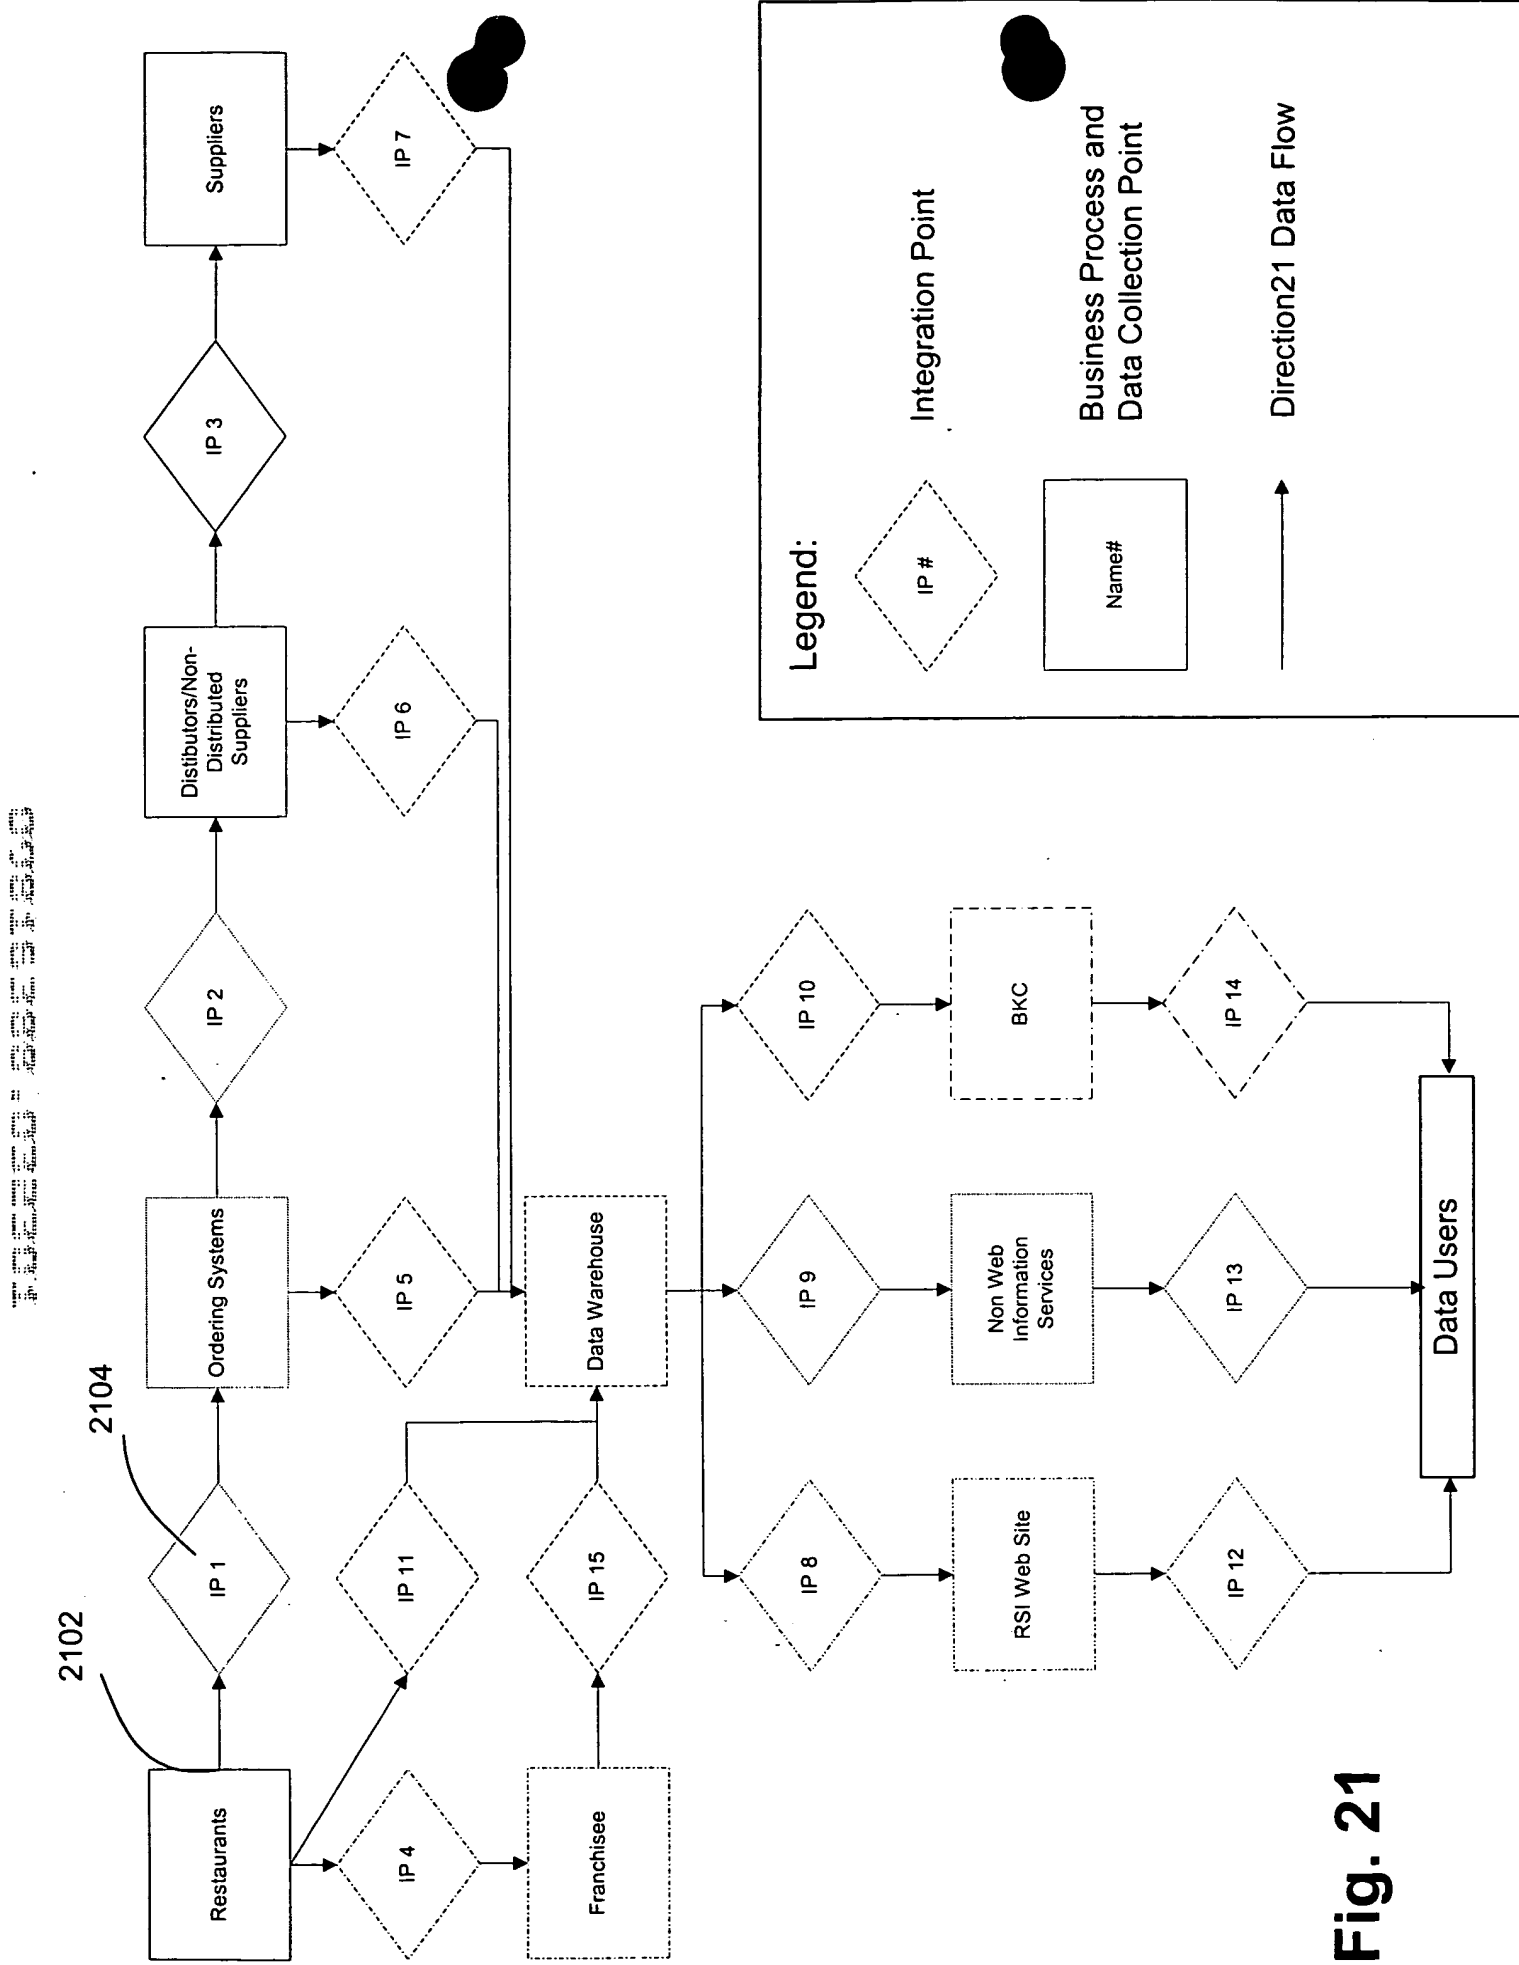 2102
2104
Restaurants
IP 1
Ordering Systems
IP 2
Distibutors/Non-
Distributed
Suppliers
IP 3
Suppliers
IP 4
IP 11
IP 5
IP 6
IP 7
Franchisee
IP 15
Data Warehouse
IP 8
IP 9
IP 10
RSI Web Site
Non Web
Information
Services
BKC
IP 12
IP 13
IP 14
Data Users
Legend:
IP #
Integration Point
Name#
Business Process and
Data Collection Point
Direction21 Data Flow
Fig. 21